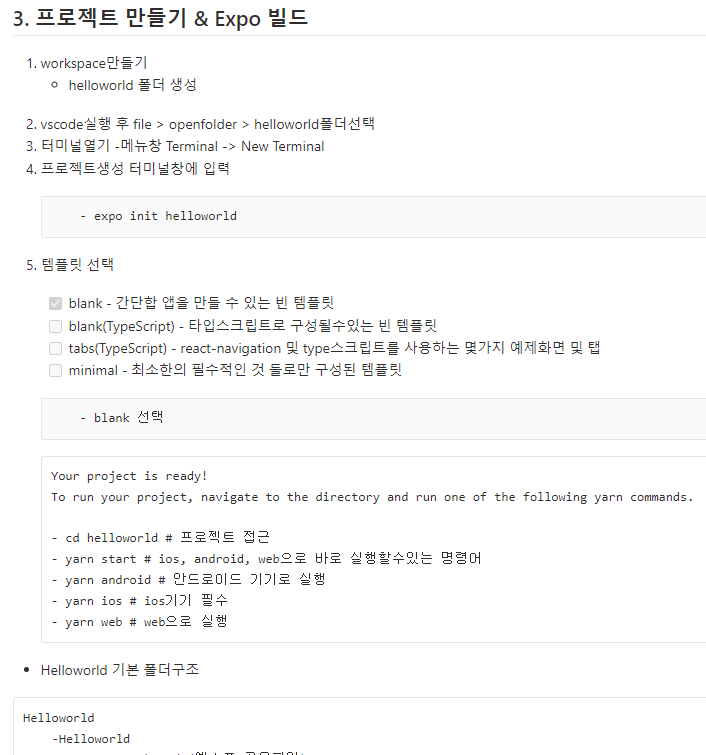 3. 프로젝트 만들기 & Expo 빌드
1. workspace만들기
helloworld 폴더 생성
2. vscode실행 후 file > openfolder > helloworld폴더선택
3. 터미널열기 -메뉴창 Terminal -> New Terminal
4. 프로젝트생성 터미널창에 입력
- expo init helloworld
5. 템플릿 선택
blank - 간단합 앱을 만들 수 있는 빈 템플릿
blank(TypeScript) - 타입스크립트로 구성될수있는 빈 템플릿
tabs(TypeScript) - react-navigation 및 type스크립트를 사용하는 몇가지 예제화면 및 탭
minimal - 최소한의 필수적인 것 들로만 구성된 템플릿
- blank 선택
Your project is ready!
To run your project, navigate to the directory and run one of the following yarn commands.
- cd helloworld # 프로젝트 접근
- yarn start # ios, android, web으로 바로 실행할수있는 명령어
- yarn android # 안드로이드 기기로 실행
- yarn ios # ios기기 필수
- yarn web # web으로 실행
Helloworld 기본 폴더구조
Helloworld
-Helloworld